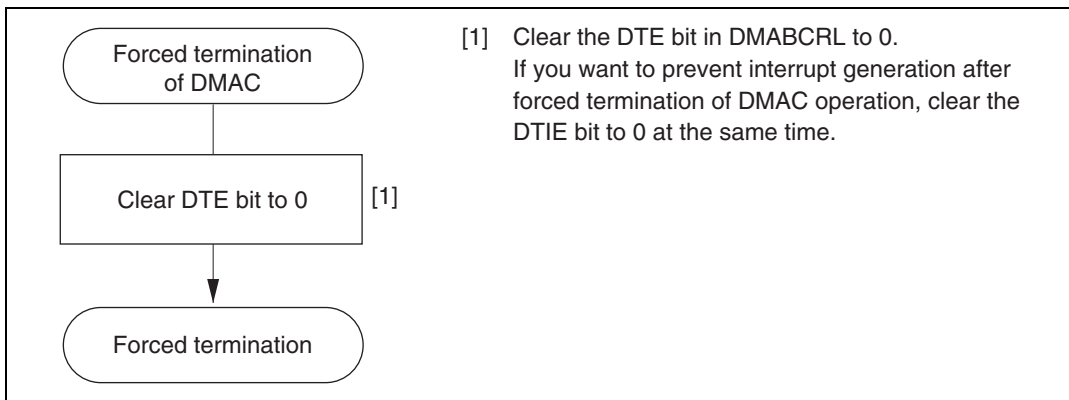 Forced termination
of DMAC
Clear DTE bit to 0
[1]
Forced termination
[1] Clear the DTE bit in DMABCRL to 0.
If you want to prevent interrupt generation after
forced termination of DMAC operation, clear the
DTIE bit to 0 at the same time.